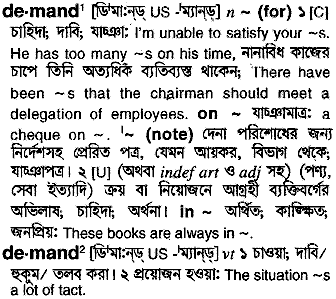 de·mand¹ [ডিˈমা:ন্ড্ US -ˈম্যান্ড্] n ~ (for) ১ [C]
চাহিদা; দাবি, যাচ্ঞা: I'm unable to satisfy your ~s.
He has too many ~s on his time, নানাবিধ কাজের
চাপে তিনি অত্যধিক ব্যতিব্যস্ত থাকেন; There have
been ~s that the chairman should meet a
delegation of employees. on ~ যাচ্ঞামাত্র: a
cheque on ~. ˈ~ (note) দেনা পরিশোধের জন্য
নির্দেশসহ প্রেরিত পত্র, যেমন আয়কর, বিভাগ থেকে;
যাচ্ঞাপত্র। ২ [U] (অথবা indef art ও adj সহ) (পণ্য,
সেবা ইত্যাদি) ক্রয় বা নিয়োজনে আগ্রহী ব্যক্তিবর্গের
অভিলাষ, চাহিদা; অর্থনা। in ~ অর্থিত; কাঙ্ক্ষিত;
জনপ্রিয়: These books are always in ~.
de·mand² [ডিˈমা:ন্ড্ US -ˈম্যান্ড্] vt ১ চাওয়া; দাবি/
হুকুম/ তলব করা। ২ প্রয়োজন হওয়া: The situation ~s
a lot of tact.